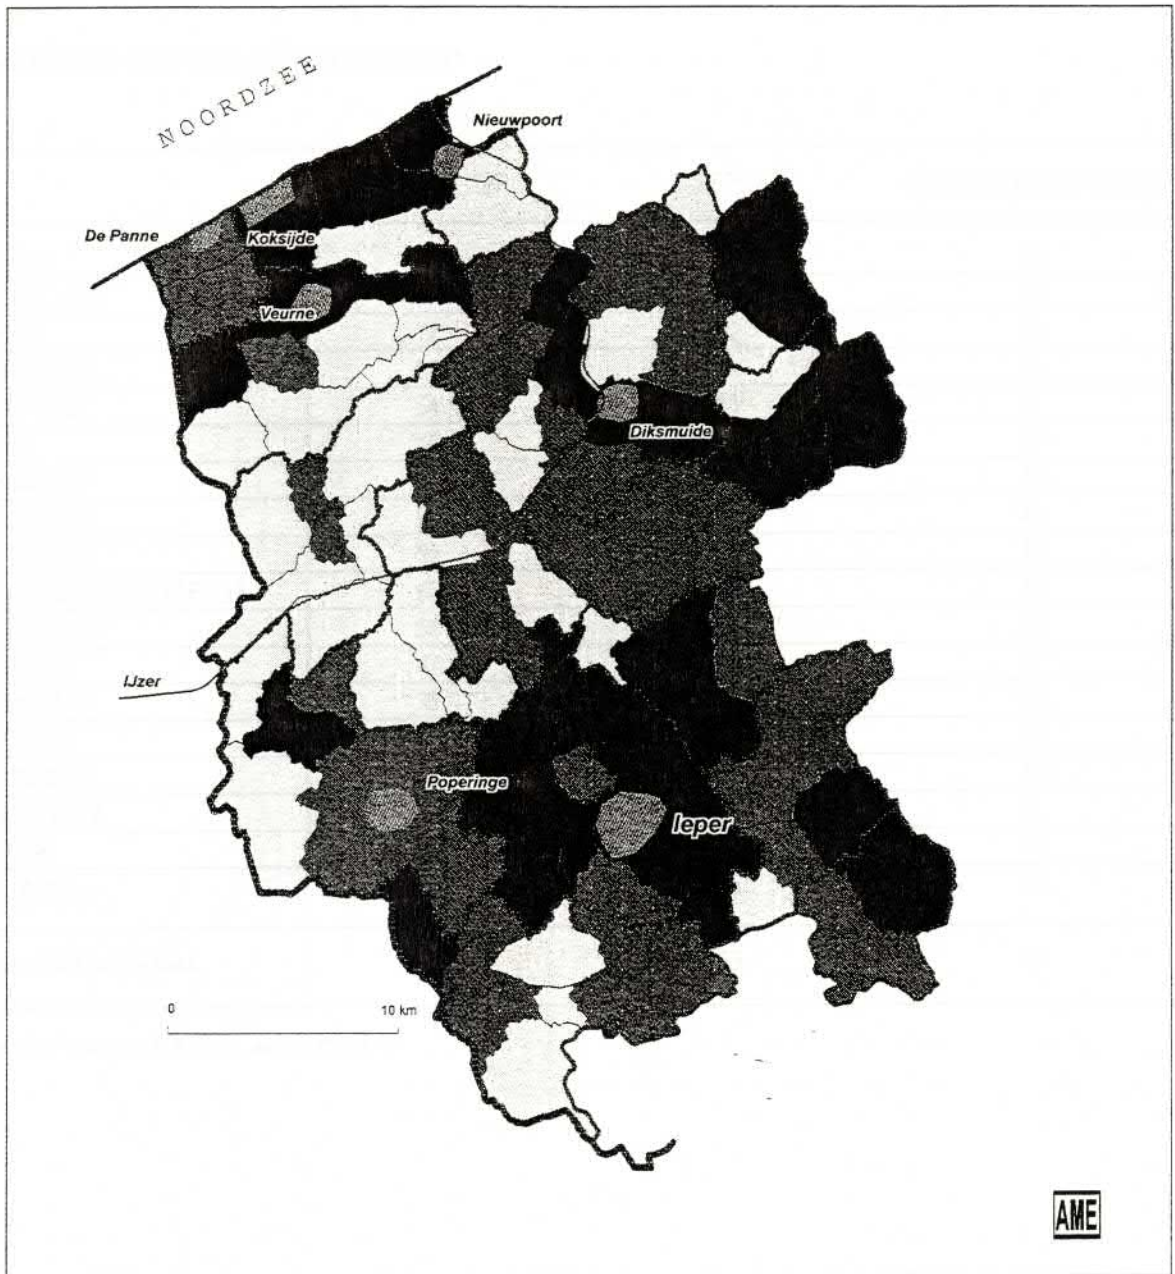 NOORDZEE
Nieuwpoort
De Panne
Koksijde
Veurne
Diksmuide
IJzer
Poperinge
Ieper
0 10 km
AME